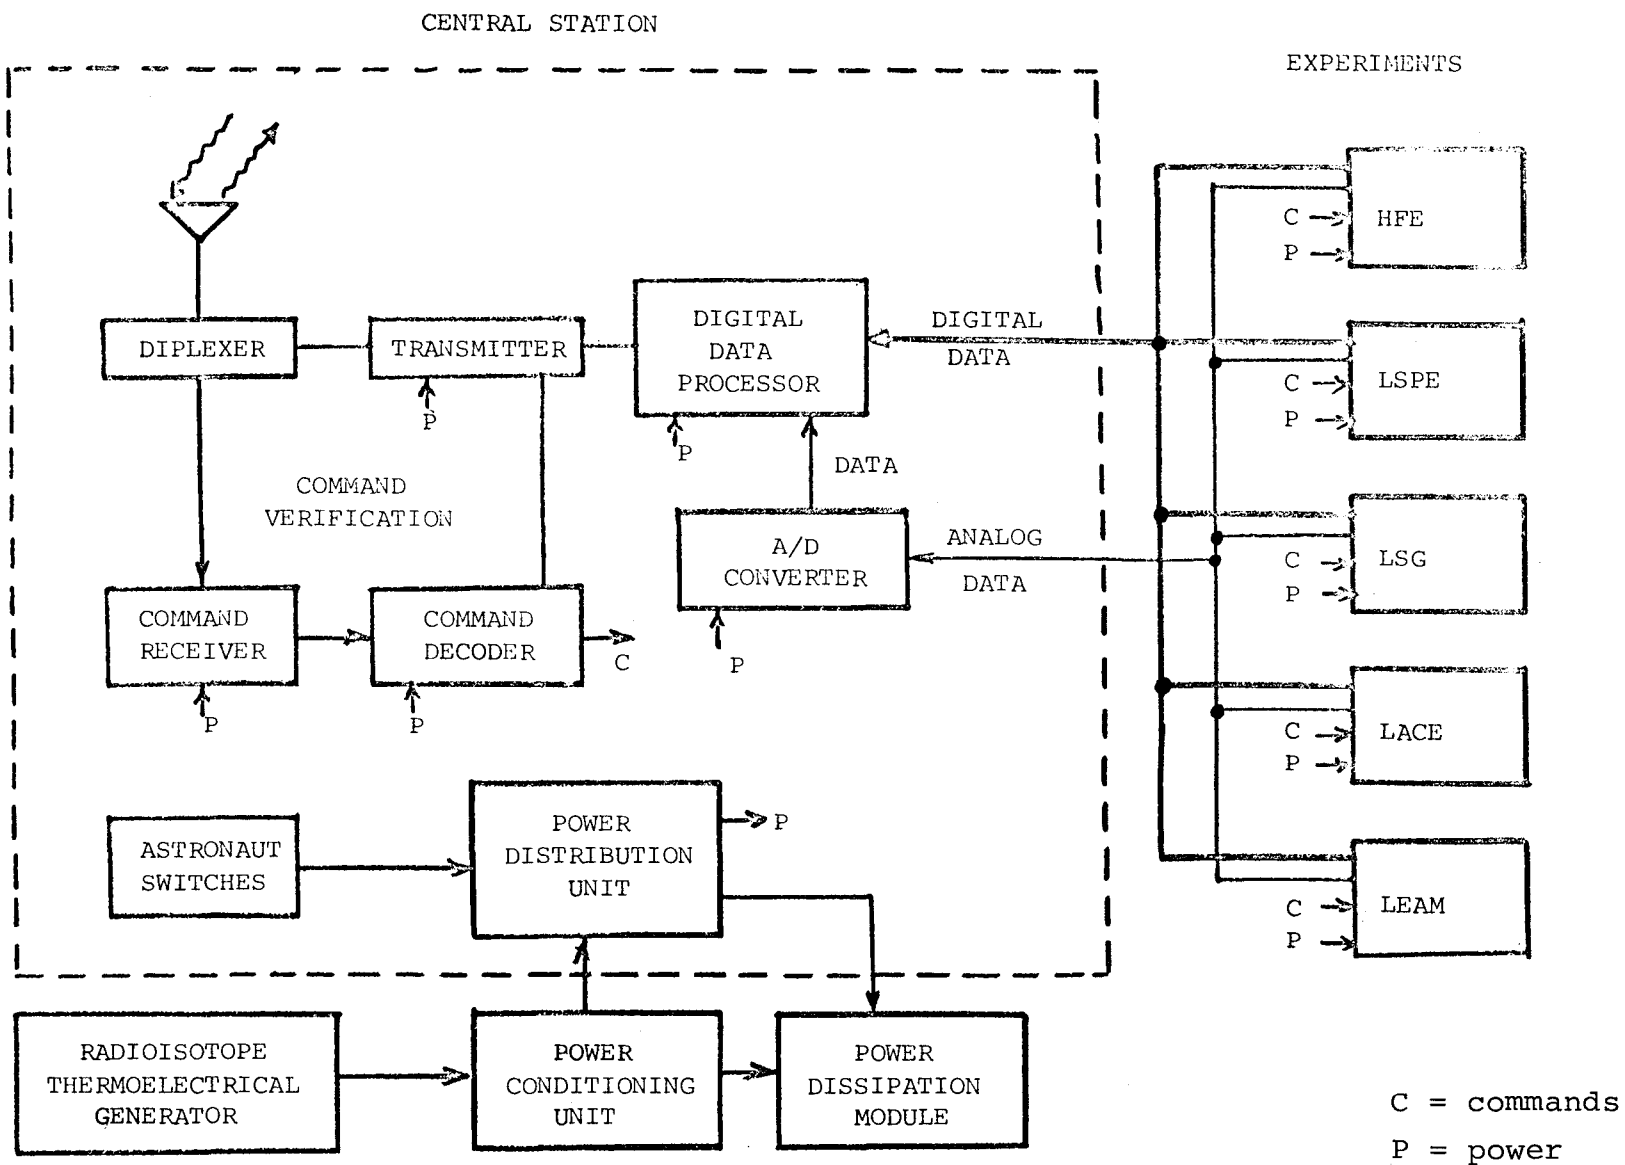 CENTRAL STATION
EXPERIMENTS
DIPLEXER
TRANSMITTER
P
DIGITAL
DATA
PROCESSOR
P
DIGITAL
DATA
DATA
COMMAND
VERIFICATION
A/D
CONVERTER
P
ANALOG
DATA
COMMAND
RECEIVER
P
COMMAND
DECODER
P
C
ASTRONAUT
SWITCHES
POWER
DISTRIBUTION
UNIT
P
RADIOISOTOPE
THERMOELECTRICAL
GENERATOR
POWER
CONDITIONING
UNIT
POWER
DISSIPATION
MODULE
C
P
HFE
C
P
LSPE
C
P
LSG
C
P
LACE
C
P
LEAM
C = commands
P = power